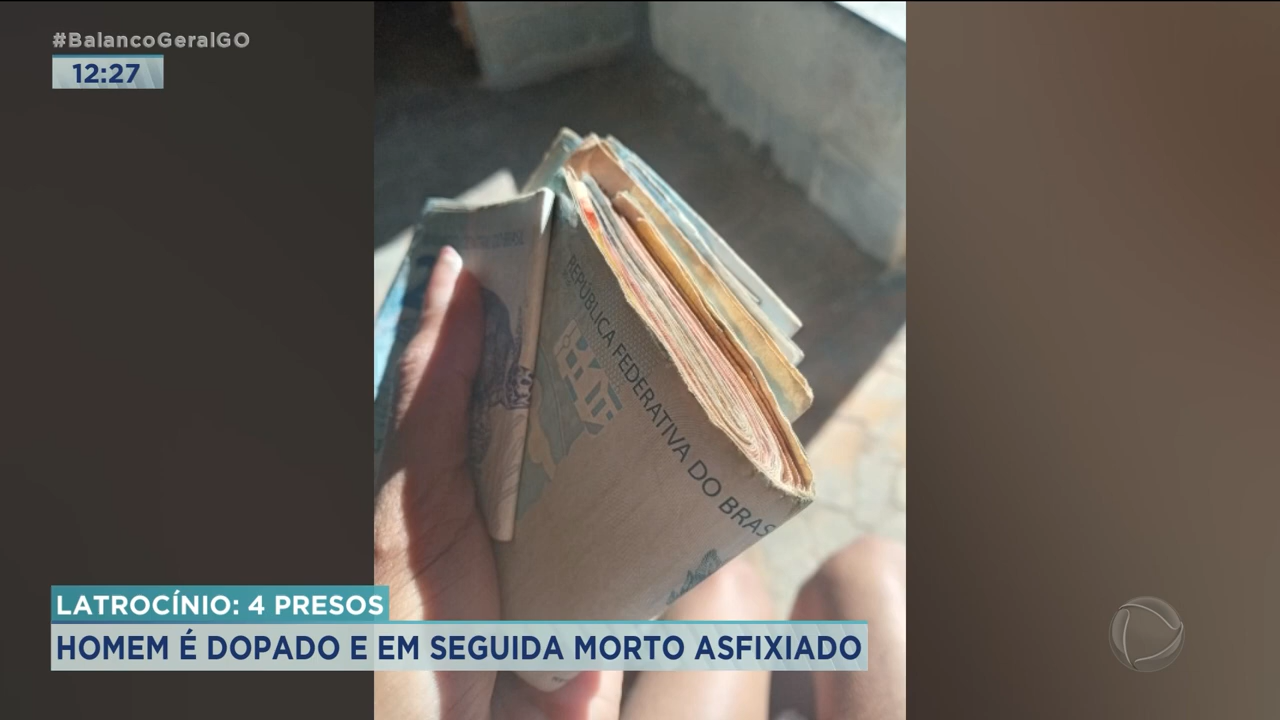 #BalancoGeralGO
12:27
REPÚBLICA FEDERATIVA DO BRAS
LATROCÍNIO: 4 PRESOS
HOMEM É DOPADO E EM SEGUIDA MORTO ASFIXIADO